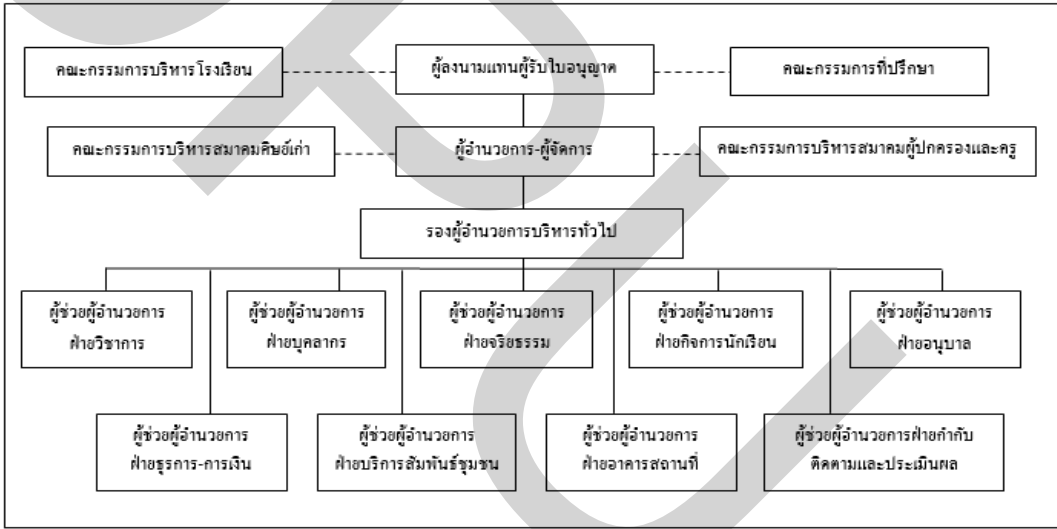 คณะกรรมการบริหารโรงเรียน
ผู้ลงนามแทนผู้รับใบอนุญาต
คณะกรรมการที่ปรึกษา
คณะกรรมการบริหารสมาคมศิษย์เก่า
ผู้อำนวยการ-ผู้จัดการ
คณะกรรมการบริหารสมาคมผู้ปกครองและครู
รองผู้อำนวยการบริหารทั่วไป
ผู้ช่วยผู้อำนวยการ
ฝ่ายวิชาการ
ผู้ช่วยผู้อำนวยการ
ฝ่ายบุคลากร
ผู้ช่วยผู้อำนวยการ
ฝ่ายจริยธรรม
ผู้ช่วยผู้อำนวยการ
ฝ่ายกิจการนักเรียน
ผู้ช่วยผู้อำนวยการ
ฝ่ายอนุบาล
ผู้ช่วยผู้อำนวยการ
ฝ่ายธุรการ-การเงิน
ผู้ช่วยผู้อำนวยการ
ฝ่ายบริการสัมพันธ์ชุมชน
ผู้ช่วยผู้อำนวยการ
ฝ่ายอาคารสถานที่
ผู้ช่วยผู้อำนวยการฝ่ายกำกับ
ติดตามและประเมินผล